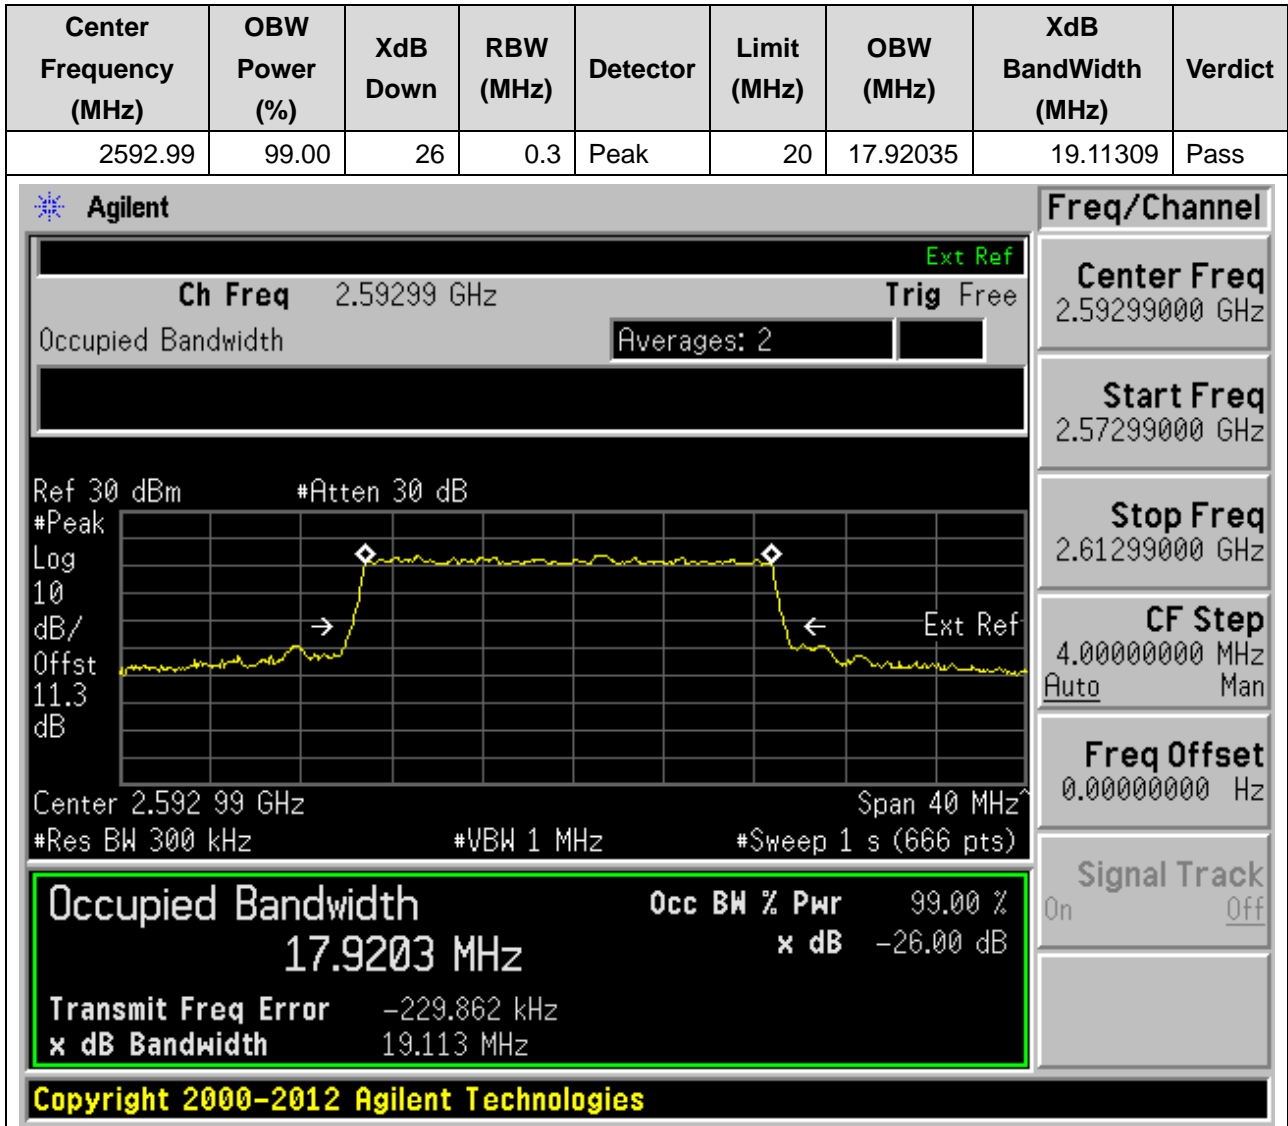 Center Frequency (MHz) OBW Power (%) XdB Down RBW (MHz) Detector Limit (MHz) OBW (MHz) XdB BandWidth (MHz) Verdict
2592.99 99.00 26 0.3 Peak 20 17.92035 19.11309 Pass
Agilent
Freq/Channel
Ext Ref
Ch Freq 2.59299 GHz Trig Free
Occupied Bandwidth Averages: 2
Center Freq
2.59299000 GHz
Start Freq
2.57299000 GHz
Stop Freq
2.61299000 GHz
CF Step
4.00000000 MHz
Auto Man
Freq Offset
0.00000000 Hz
Signal Track
On Off
Ref 30 dBm #Atten 30 dB
#Peak
Log
10
dB/
Offst
11.3
dB
Ext Ref
Center 2.592 99 GHz Span 40 MHz^
#Res BW 300 kHz #VBW 1 MHz #Sweep 1 s (666 pts)
Occupied Bandwidth
17.9203 MHz
Occ BW % Pwr 99.00 %
x dB -26.00 dB
Transmit Freq Error -229.862 kHz
x dB Bandwidth 19.113 MHz
Copyright 2000-2012 Agilent Technologies